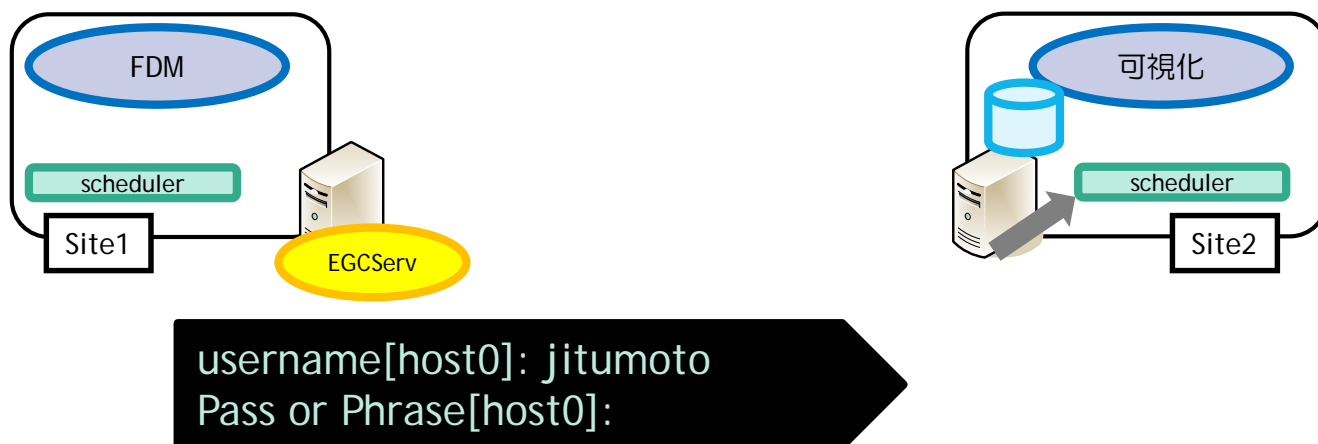 FDM
可視化
scheduler
scheduler
Site1
Site2
EGCServ
username[host0]: jitumoto
Pass or Phrase[host0]: